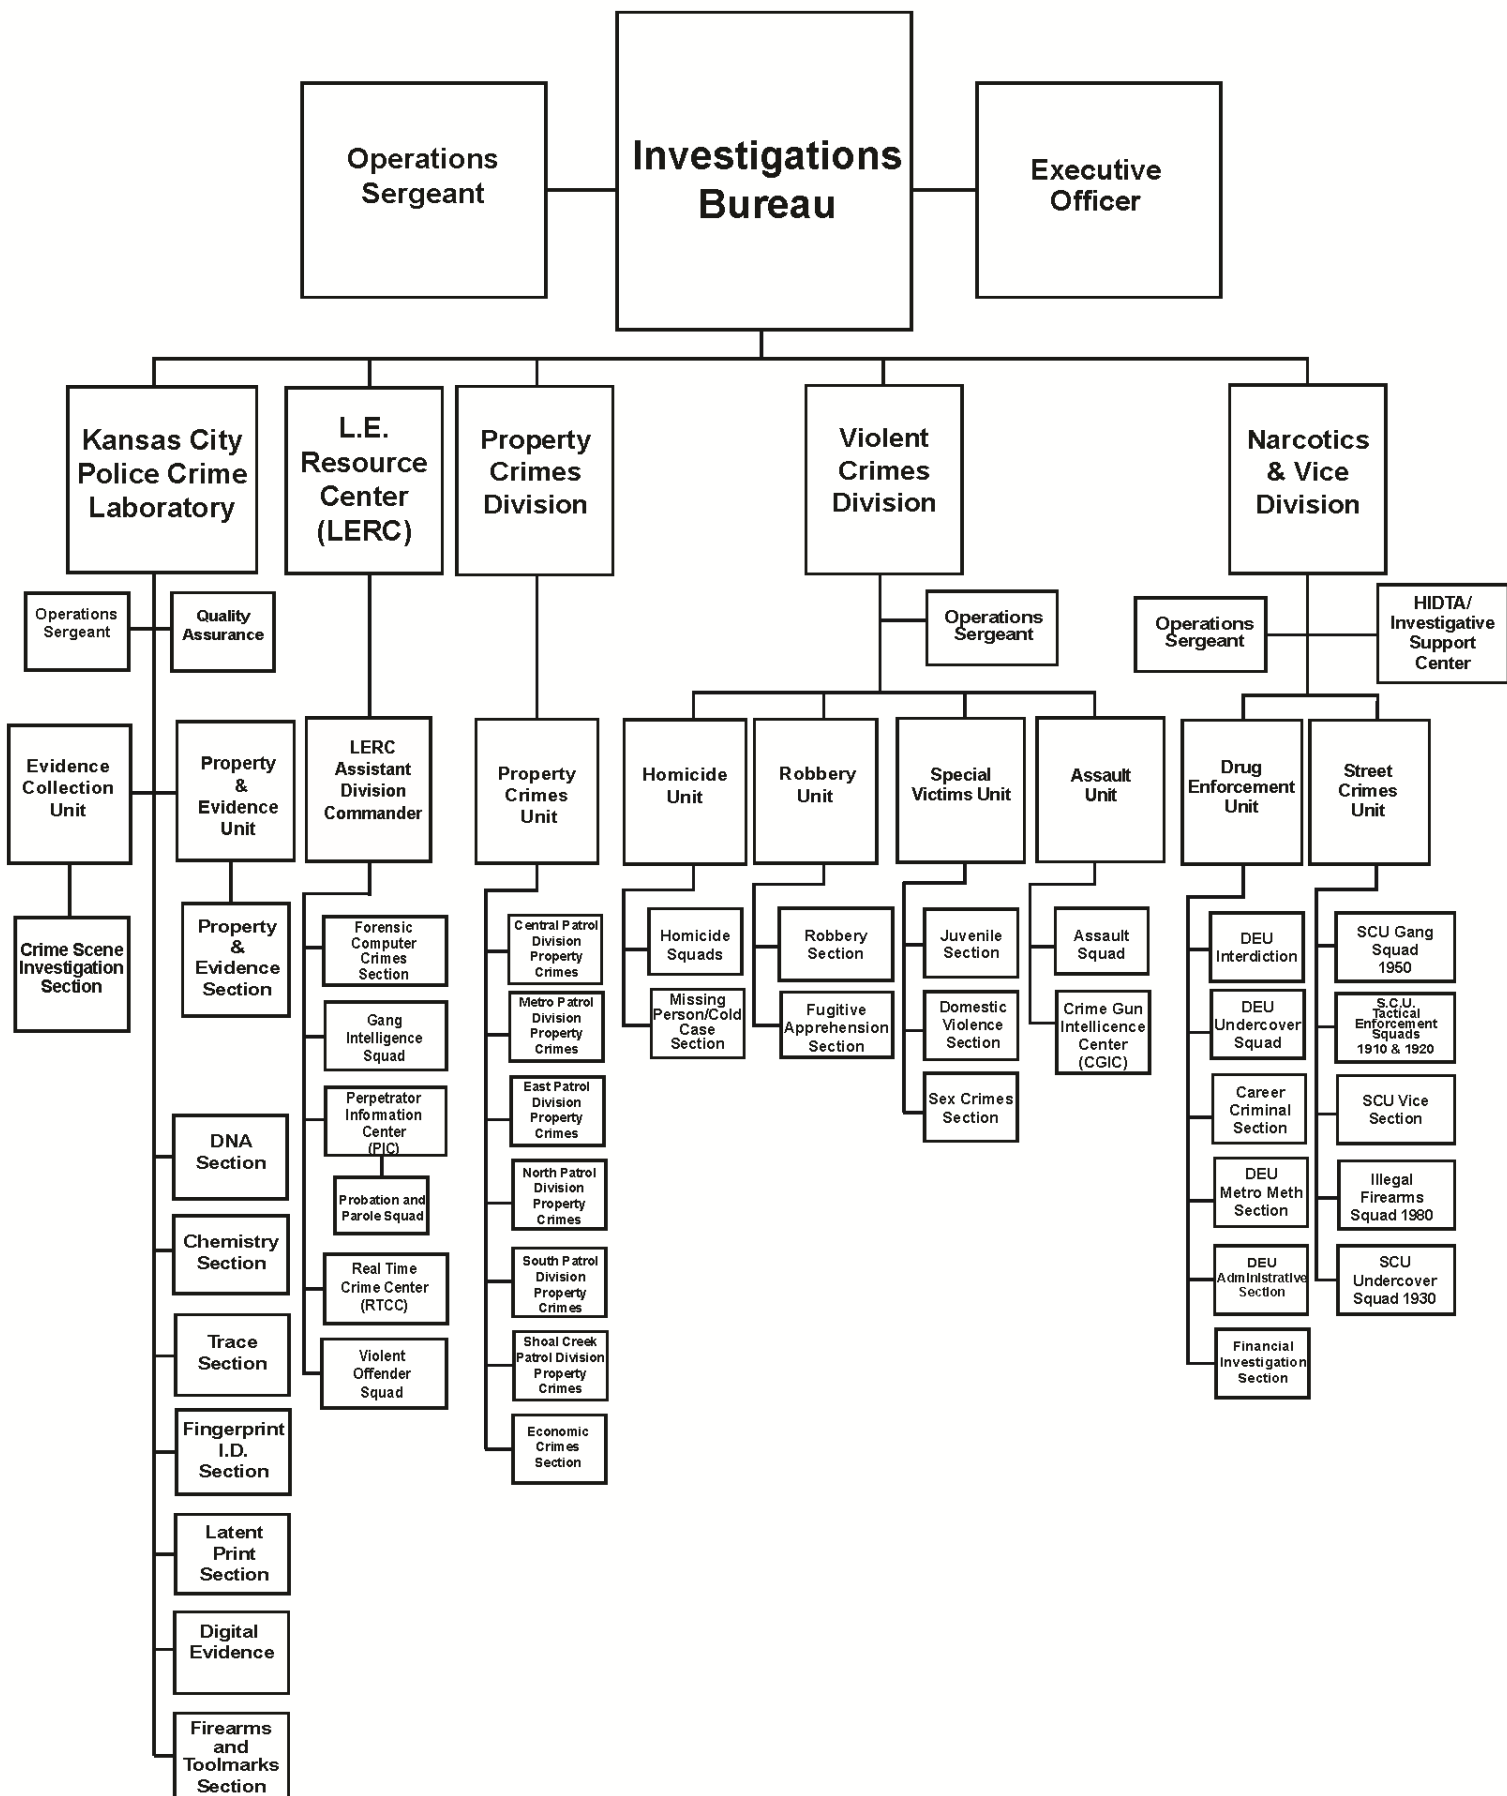 Operations
Sergeant
Investigations
Bureau
Executive
Officer
Kansas City
Police Crime
Laboratory
L.E.
Resource
Center
(LERC)
Property
Crimes
Division
Violent
Crimes
Division
Narcotics
& Vice
Division
Operations
Sergeant
Quality
Assurance
Operations
Sergeant
Operations
Sergeant
HIDTA/
Investigative
Support
Center
Evidence
Collection
Unit
Property
&
Evidence
Unit
LERC
Assistant
Division
Commander
Property
Crimes
Unit
Homicide
Unit
Robbery
Unit
Special
Victims Unit
Assault
Unit
Drug
Enforcement
Unit
Street
Crimes
Unit
Crime Scene
Investigation
Section
Property
&
Evidence
Section
DNA
Section
Chemistry
Section
Trace
Section
Fingerprint
I.D.
Section
Latent
Print
Section
Digital
Evidence
Firearms
and
Toolmarks
Section
Forensic
Computer
Crimes
Section
Gang
Intelligence
Squad
Perpetrator
Information
Center
(PIC)
Probation and
Parole Squad
Real Time
Crime Center
(RTCC)
Violent
Offender
Squad
Central Patrol
Division
Property
Crimes
Metro Patrol
Division
Property
Crimes
East Patrol
Division
Property
Crimes
North Patrol
Division
Property
Crimes
South Patrol
Division
Property
Crimes
Shoal Creek
Patrol Division
Property
Crimes
Economic
Crimes
Section
Homicide
Squads
Missing
Person/Cold
Case
Section
Robbery
Section
Fugitive
Apprehension
Section
Juvenile
Section
Domestic
Violence
Section
Sex Crimes
Section
Assault
Squad
Crime Gun
Intellicence
Center
(CGIC)
DEU
Interdiction
DEU
Undercover
Squad
Career
Criminal
Section
DEU
Metro Meth
Section
DEU
Administrative
Section
Financial
Investigation
Section
SCU Gang
Squad
1950
S.C.U.
Tactical
Enforcement
Squads
1910 & 1920
SCU Vice
Section
Illegal
Firearms
Squad 1980
SCU
Undercover
Squad 1930